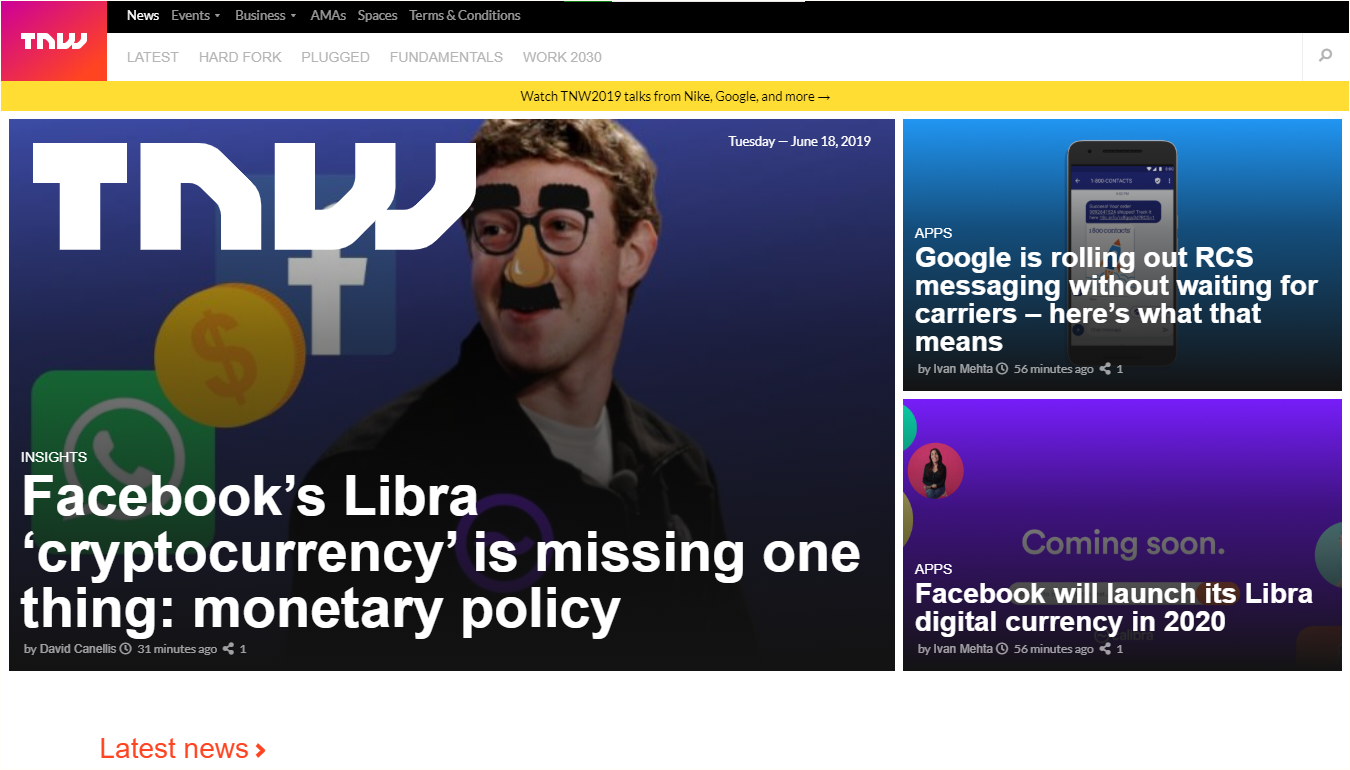 TNW
News Events Business AMAs Spaces Terms & Conditions
LATEST HARD FORK PLUGGED FUNDAMENTALS WORK 2030
Watch TNW2019 talks from Nike, Google, and more →
TNW
Tuesday — June 18, 2019
INSIGHTS
Facebook’s Libra
‘cryptocurrency’ is missing one
thing: monetary policy
by David Canellis 31 minutes ago 1
1-800 CONTACTS
APPS
Google is rolling out RCS
messaging without waiting for
carriers – here’s what that
means
by Ivan Mehta 56 minutes ago 1
Coming soon.
APPS
Facebook will launch its Libra
digital currency in 2020
by Ivan Mehta 56 minutes ago 1
Latest news